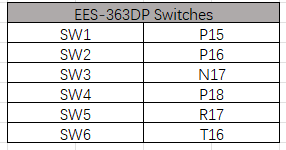 EES-363DP Switches
SW1 P15
SW2 P16
SW3 N17
SW4 P18
SW5 R17
SW6 T16